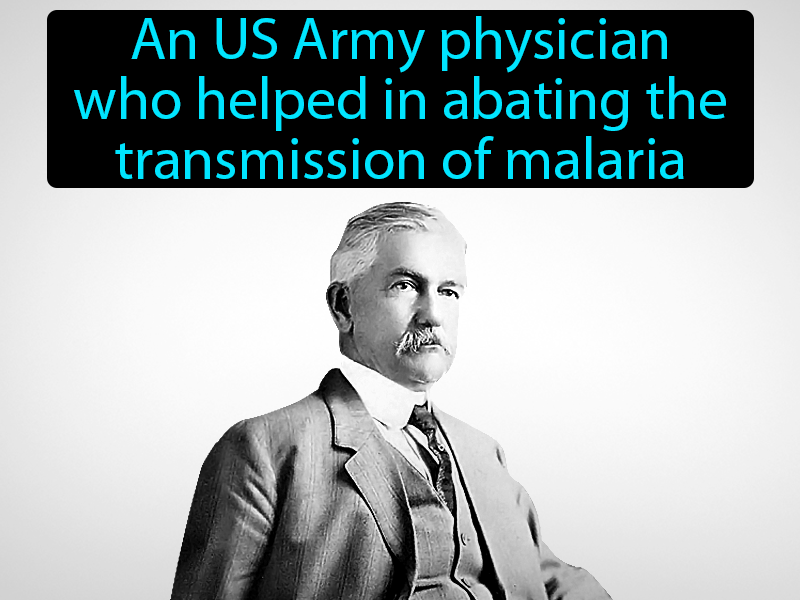 An US Army physician
who helped in abating the
transmission of malaria